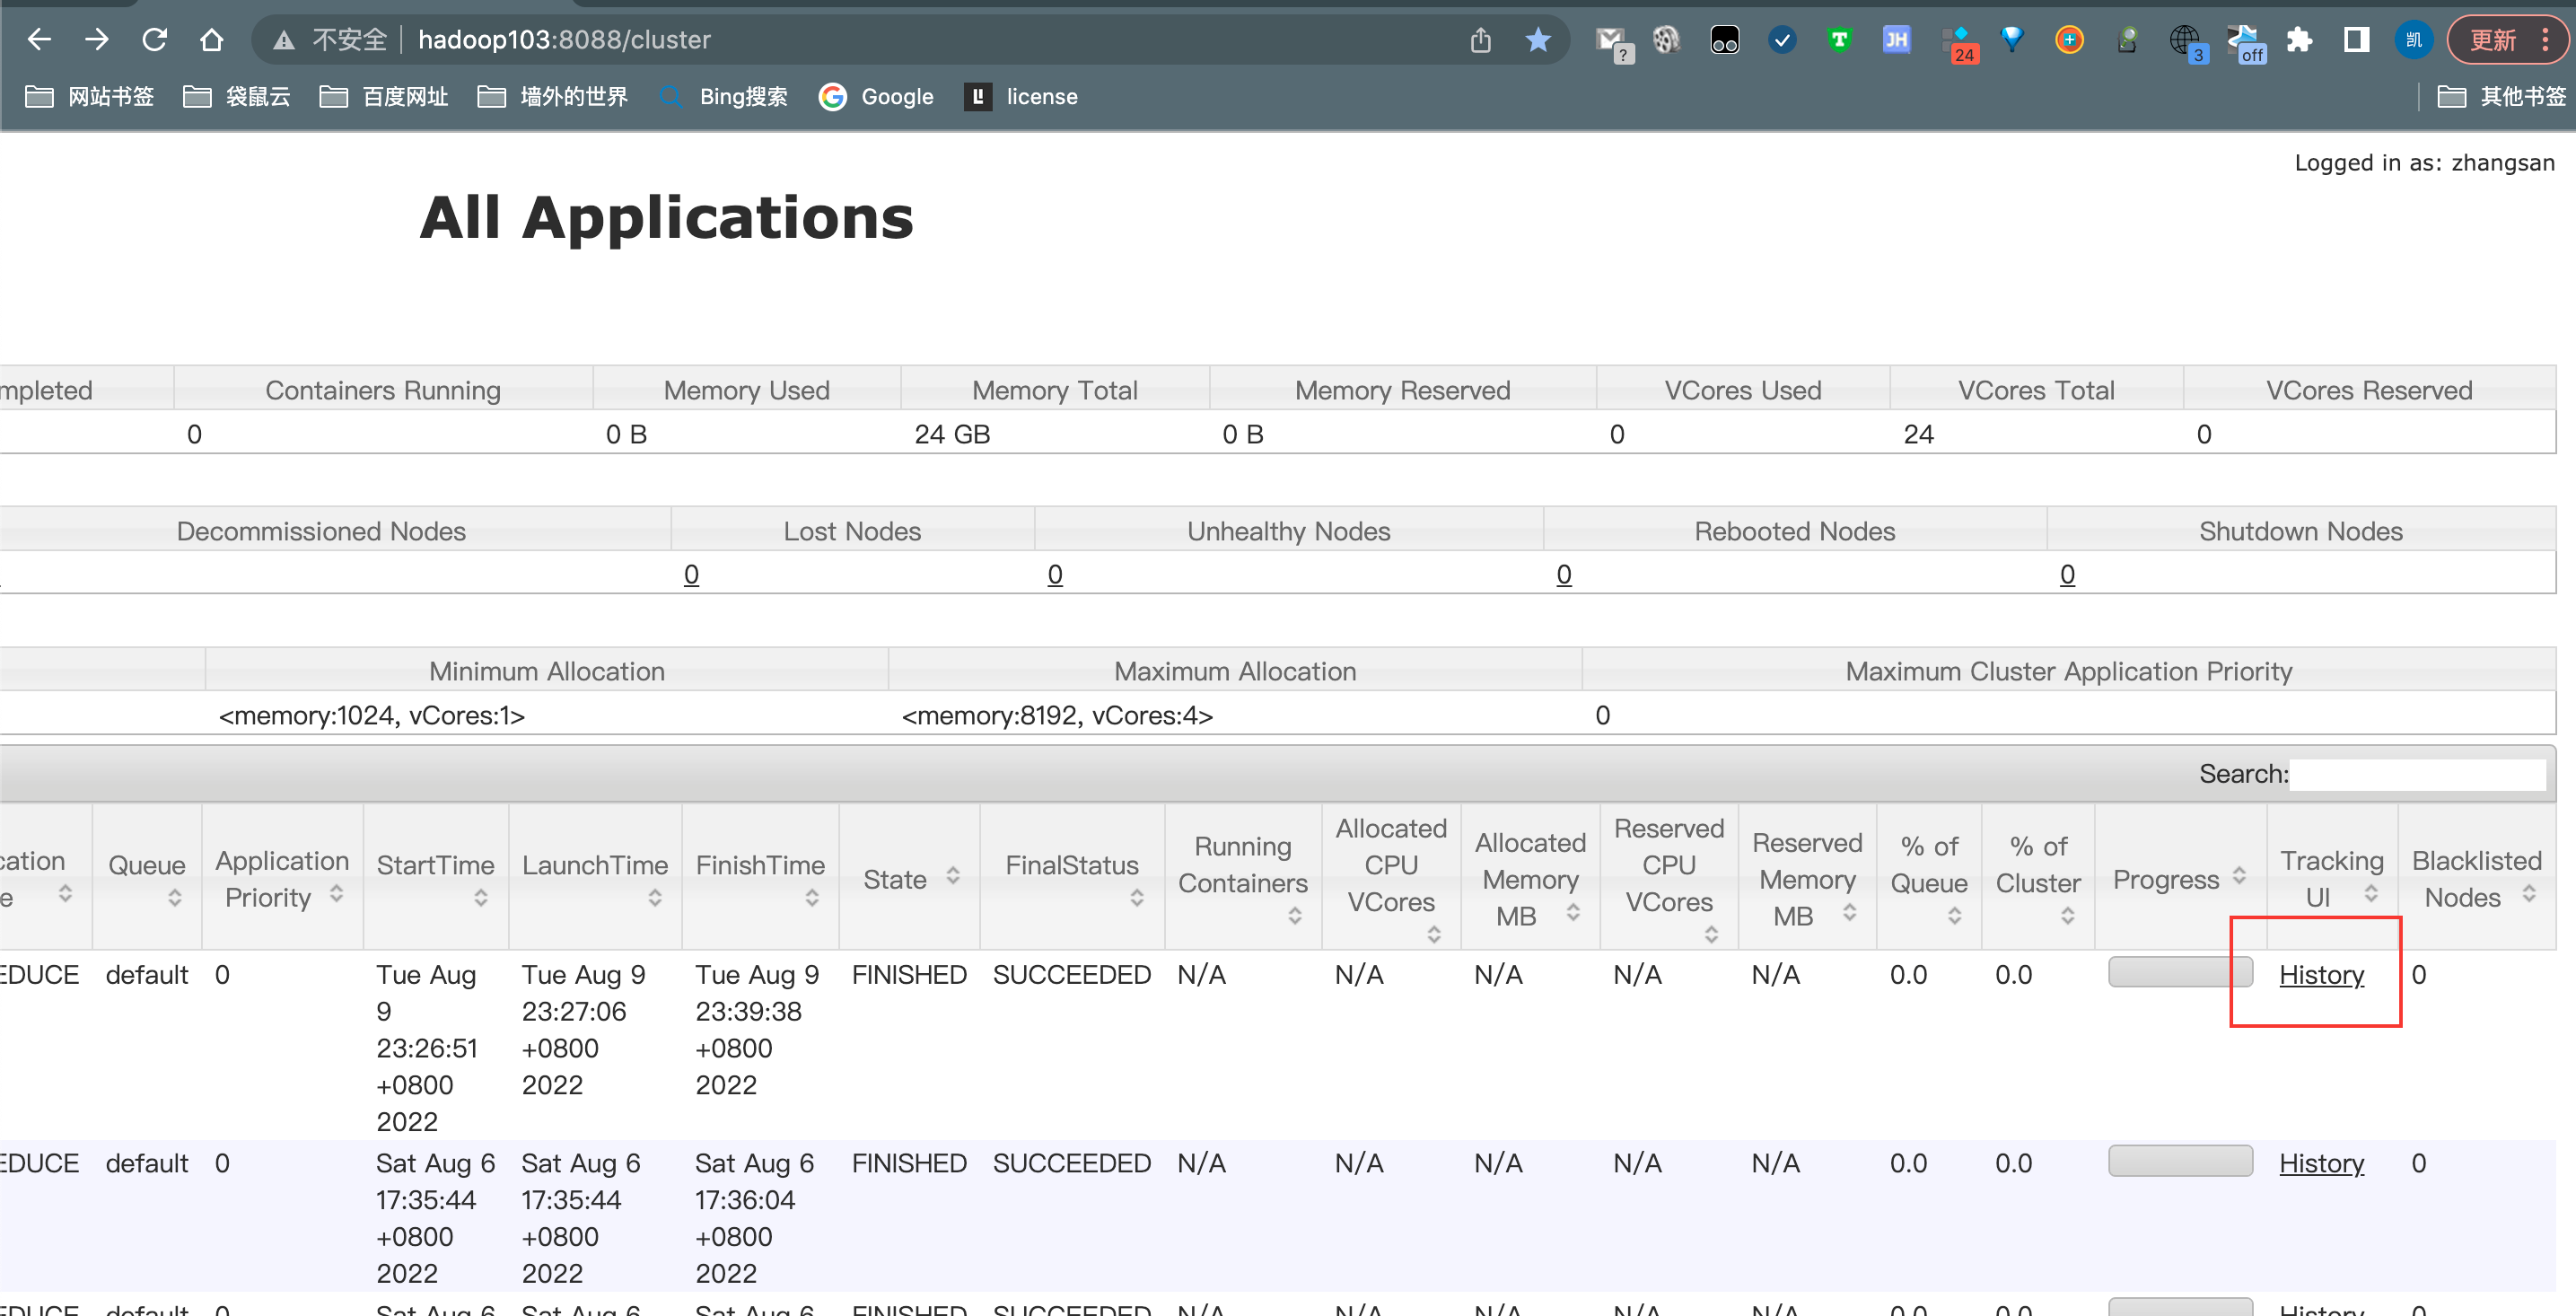 不安全 hadoop103:8088/cluster ? 24 3 off 凯 更新
网站书签 袋鼠云 百度网址 墙外的世界 Bing搜索 Google license 其他书签
Logged in as: zhangsan
All Applications
mpleted Containers Running Memory Used Memory Total Memory Reserved VCores Used VCores Total VCores Reserved
0 0 B 24 GB 0 B 0 24 0
Decommissioned Nodes Lost Nodes Unhealthy Nodes Rebooted Nodes Shutdown Nodes
0 0 0 0
Minimum Allocation Maximum Allocation Maximum Cluster Application Priority
<memory:1024, vCores:1> <memory:8192, vCores:4> 0
Search:
Allocated Reserved
Running CPU Allocated CPU Reserved % of % of
cation Queue Application StartTime LaunchTime FinishTime State FinalStatus Containers VCores Memory VCores Memory Queue Cluster Progress Tracking Blacklisted
e Priority MB MB UI Nodes
EDUCE default 0 Tue Aug Tue Aug 9 Tue Aug 9 FINISHED SUCCEEDED N/A N/A N/A N/A N/A 0.0 0.0 History 0
9 23:27:06 23:39:38
23:26:51 +0800 +0800
+0800 2022 2022
2022
EDUCE default 0 Sat Aug 6 Sat Aug 6 Sat Aug 6 FINISHED SUCCEEDED N/A N/A N/A N/A N/A 0.0 0.0 History 0
17:35:44 17:35:44 17:36:04
+0800 +0800 +0800
2022 2022 2022
EDUCE default 0 Sat Aug 6 Sat Aug 6 Sat Aug 6 FINISHED SUCCEEDED N/A N/A N/A N/A N/A 0.0 0.0 History 0